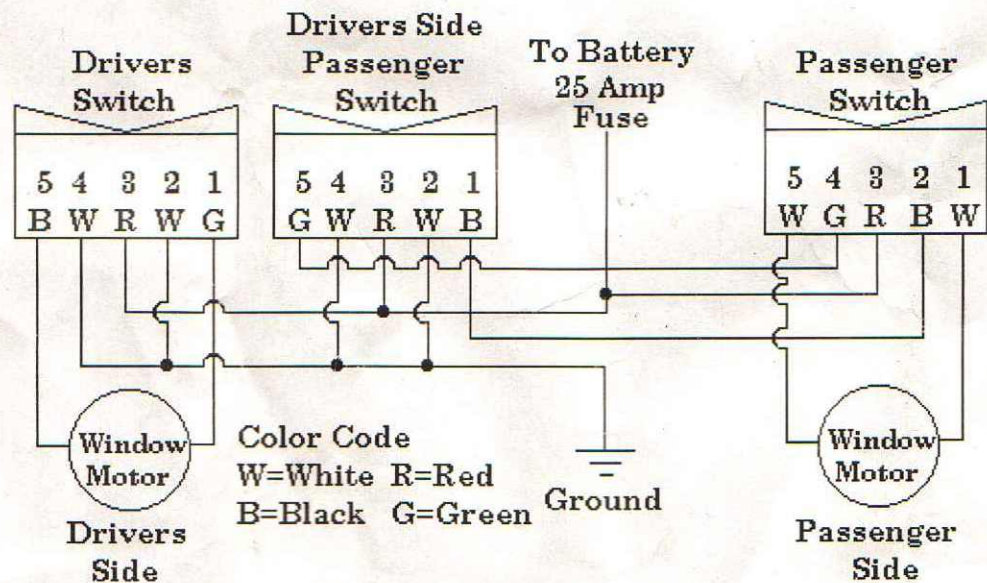 Drivers
Switch
5 4 3 2 1
B W R W G
Drivers Side
Passenger
Switch
5 4 3 2 1
G W R W B
To Battery
25 Amp
Fuse
Passenger
Switch
5 4 3 2 1
W G R B W
Window
Motor
Drivers
Side
Color Code
W=White R=Red
B=Black G=Green
Ground
Window
Motor
Passenger
Side